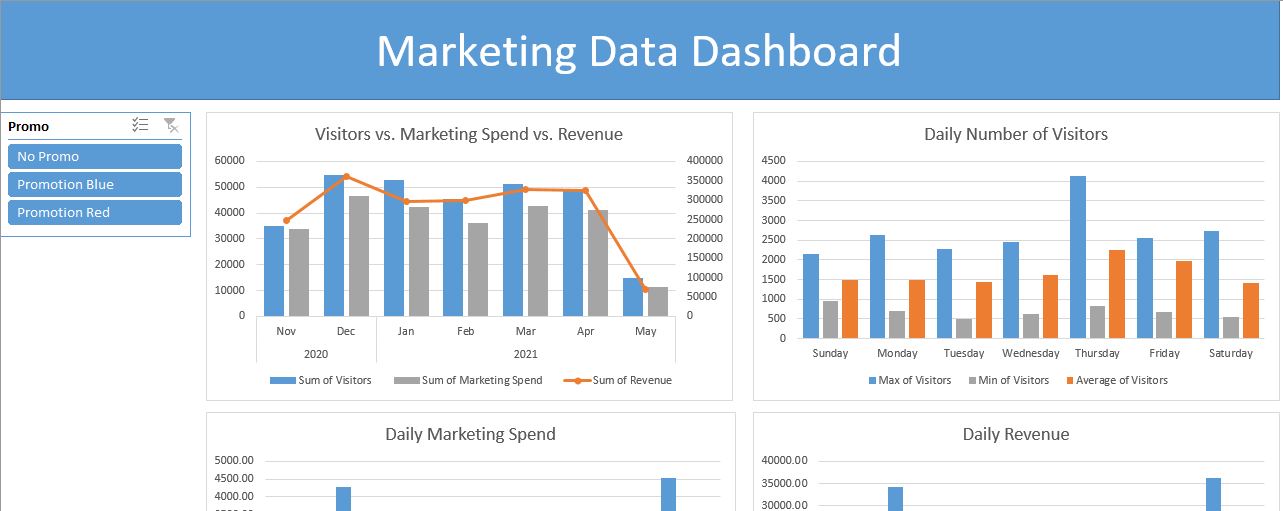 Marketing Data Dashboard
Promo
No Promo
Promotion Blue
Promotion Red
Visitors vs. Marketing Spend vs. Revenue
60000
50000
40000
30000
20000
10000
0
400000
350000
300000
250000
200000
150000
100000
50000
0
Nov Dec Jan Feb Mar Apr May
2020 2021
Sum of Visitors Sum of Marketing Spend Sum of Revenue
Daily Number of Visitors
4500
4000
3500
3000
2500
2000
1500
1000
500
0
Sunday Monday Tuesday Wednesday Thursday Friday Saturday
Max of Visitors Min of Visitors Average of Visitors
Daily Marketing Spend
5000.00
4500.00
4000.00
Daily Revenue
40000.00
35000.00
30000.00